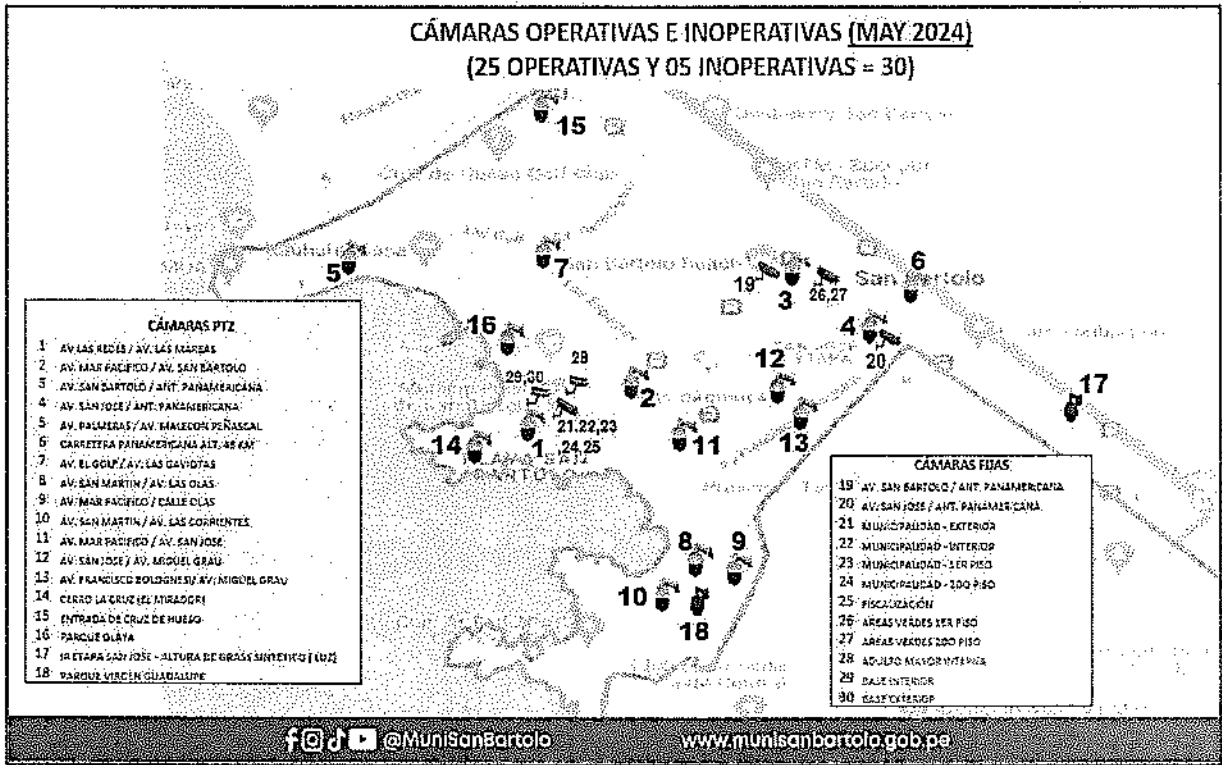 CÁMARAS OPERATIVAS E INOPERATIVAS (MAY 2024)
(25 OPERATIVAS Y 05 INOPERATIVAS = 30)
15
5
7
19
3
26,27
6
San Bartolo
4
20
16
29,30
28
2
12
17
21,22,23
24,25
14
1
11
13
8
9
10
18
CÁMARAS PTZ
1 AV LAS REDES / AV. LAS MAREAS
2 AV. MAR PACIFICO / AV. SAN BARTOLO
3 AV. SAN BARTOLO / ANT. PANAMERICANA
4 AV. SAN JOSE / ANT. PANAMERICANA
5 AV. PALMERAS / AV. MALECON PEÑASCAL
6 CARRETERA PANAMERICANA ALT. 48 KM
7 AV. EL GOLF / AV. LAS GAVIOTAS
8 AV. SAN MARTIN / AV. LAS OLAS
9 AV. MAR PACIFICO / CALLE OLAS
10 AV. SAN MARTIN / AV. LAS CORRIENTES
11 AV. MAR PACIFICO / AV. SAN JOSE
12 AV. SAN JOSE / AV. MIGUEL GRAU
13 AV. FRANCISCO BOLOGNESI / AV. MIGUEL GRAU
14 CERRO LA CRUZ (EL MIRADOR)
15 ENTRADA DE CRUZ DE HUESO
16 PARQUE OLAYA
17 ETAPA SAN JOSE - ALTURA DE GRASS SINTETICO
18 PARQUE VIRGEN GUADALUPE
CÁMARAS FIJAS
19 AV. SAN BARTOLO / ANT. PANAMERICANA
20 AV. SAN JOSE / ANT. PANAMERICANA
21 MUNICIPALIDAD - EXTERIOR
22 MUNICIPALIDAD - INTERIOR
23 MUNICIPALIDAD - 1ER PISO
24 MUNICIPALIDAD - 2DO PISO
25 FISCALIZACIÓN
26 AREAS VERDES 1ER PISO
27 AREAS VERDES 2DO PISO
28 ADULTO MAYOR INTERNA
29 BASE INTERIOR
30 BASE EXTERIOR
@MuniSanBartolo
www.munisanbartolo.gob.pe